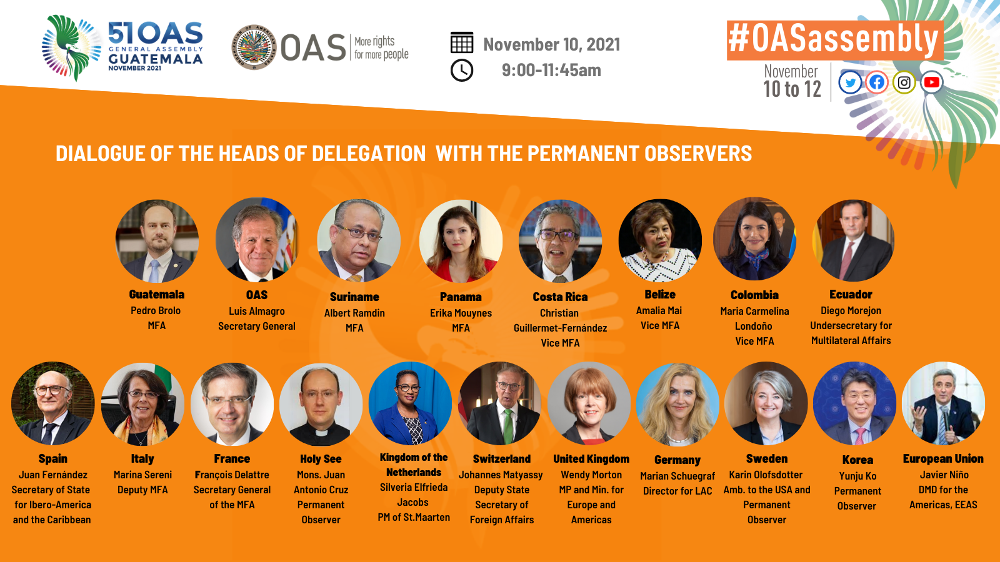 51OAS
GENERAL ASSEMBLY
GUATEMALA
NOVEMBER 2021
ORGANIZATION OF AMERICAN STATES
OAS
More rights
for more people
November 10, 2021
9:00-11:45am
#OASassembly
November
10 to 12
DIALOGUE OF THE HEADS OF DELEGATION WITH THE PERMANENT OBSERVERS
Guatemala
Pedro Brolo
MFA
OAS
Luis Almagro
Secretary General
Suriname
Albert Ramdin
MFA
Panama
Erika Mouynes
MFA
Costa Rica
Christian
Guillermet-Fernández
Vice MFA
Belize
Amalia Mai
Vice MFA
Colombia
Maria Carmelina
Londoño
Vice MFA
Ecuador
Diego Morejon
Undersecretary for
Multilateral Affairs
Spain
Juan Fernández
Secretary of State
for Ibero-America
and the Caribbean
Italy
Marina Sereni
Deputy MFA
France
François Delattre
Secretary General
of the MFA
Holy See
Mons. Juan
Antonio Cruz
Permanent
Observer
Kingdom of the
Netherlands
Silveria Elfrieda
Jacobs
PM of St.Maarten
Switzerland
Johannes Matyassy
Deputy State
Secretary of
Foreign Affairs
United Kingdom
Wendy Morton
MP and Min. for
Europe and
Americas
Germany
Marian Schuegraf
Director for LAC
Sweden
Karin Olofsdotter
Amb. to the USA and
Permanent
Observer
Korea
Yunju Ko
Permanent
Observer
European Union
Javier Niño
DMD for the
Americas, EEAS